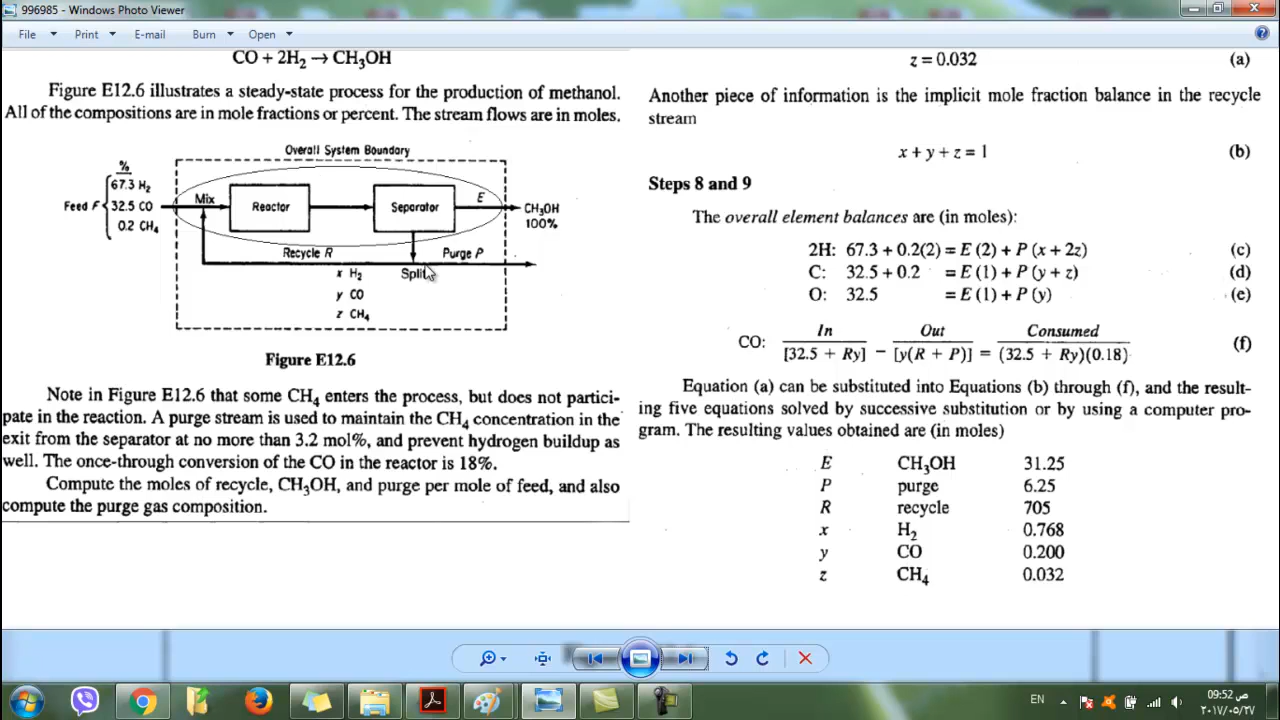 996985 - Windows Photo Viewer
File Print E-mail Burn Open
CO + 2H₂ → CH₃OH
Figure E12.6 illustrates a steady-state process for the production of methanol.
All of the compositions are in mole fractions or percent. The stream flows are in moles.
Overall System Boundary
%
67.3 H₂
Feed F 32.5 CO
0.2 CH₄
Mix
Reactor
Separator
E
CH₃OH
100%
Recycle R
Purge P
x H₂
Split
y CO
z CH₄
Figure E12.6
Note in Figure E12.6 that some CH₄ enters the process, but does not partici-
pate in the reaction. A purge stream is used to maintain the CH₄ concentration in the
exit from the separator at no more than 3.2 mol%, and prevent hydrogen buildup as
well. The once-through conversion of the CO in the reactor is 18%.
Compute the moles of recycle, CH₃OH, and purge per mole of feed, and also
compute the purge gas composition.
z = 0.032 (a)
Another piece of information is the implicit mole fraction balance in the recycle
stream
x + y + z = 1 (b)
Steps 8 and 9
The overall element balances are (in moles):
2H: 67.3 + 0.2(2) = E (2) + P (x + 2z) (c)
C: 32.5 + 0.2 = E (1) + P (y + z) (d)
O: 32.5 = E (1) + P (y) (e)
In Out Consumed
CO: [32.5 + Ry] − [y(R + P)] = (32.5 + Ry)(0.18) (f)
Equation (a) can be substituted into Equations (b) through (f), and the result-
ing five equations solved by successive substitution or by using a computer pro-
gram. The resulting values obtained are (in moles)
E CH₃OH 31.25
P purge 6.25
R recycle 705
x H₂ 0.768
y CO 0.200
z CH₄ 0.032
EN
09:52 ص
٢٠١٧/٠٥/٢٧